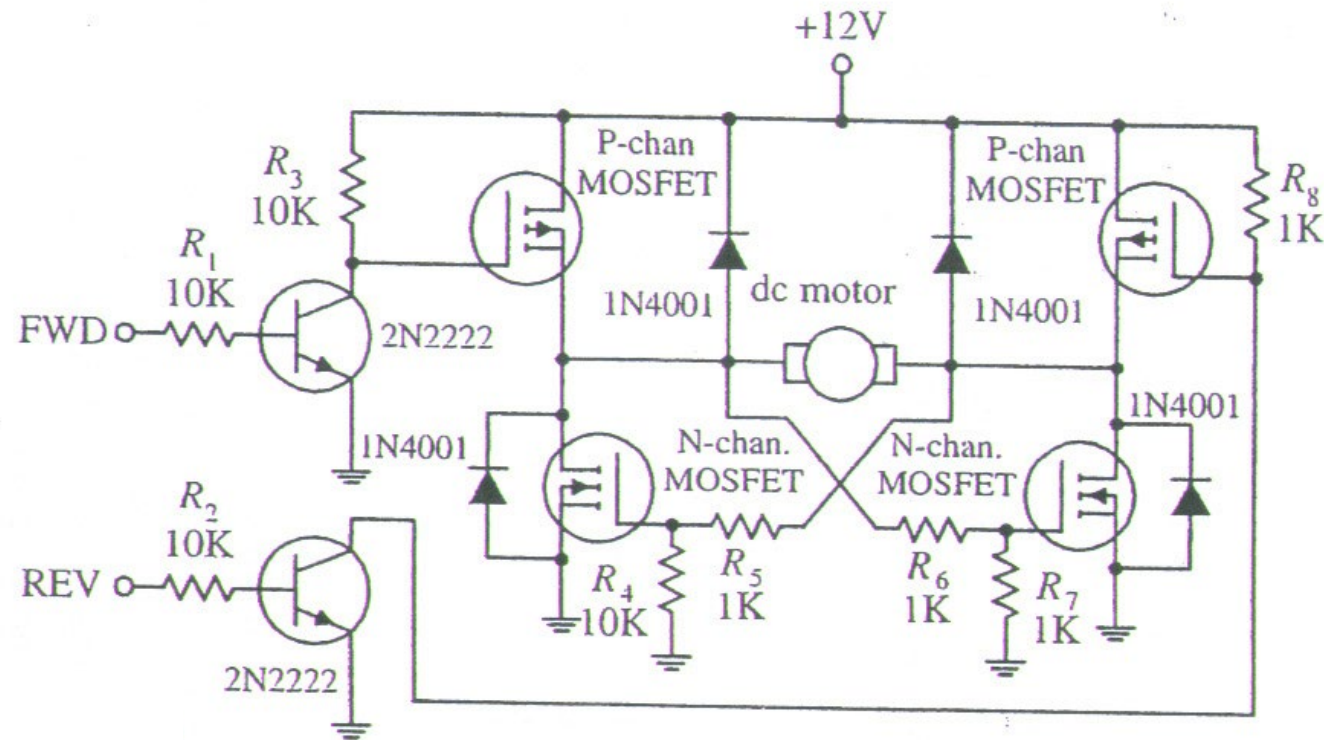 +12V
P-chan
MOSFET
P-chan
MOSFET
R3
10K
R8
1K
R1
10K
1N4001
dc motor
1N4001
FWD
2N2222
1N4001
N-chan.
MOSFET
N-chan.
MOSFET
1N4001
R2
10K
REV
R4
10K
R5
1K
R6
1K
R7
1K
2N2222